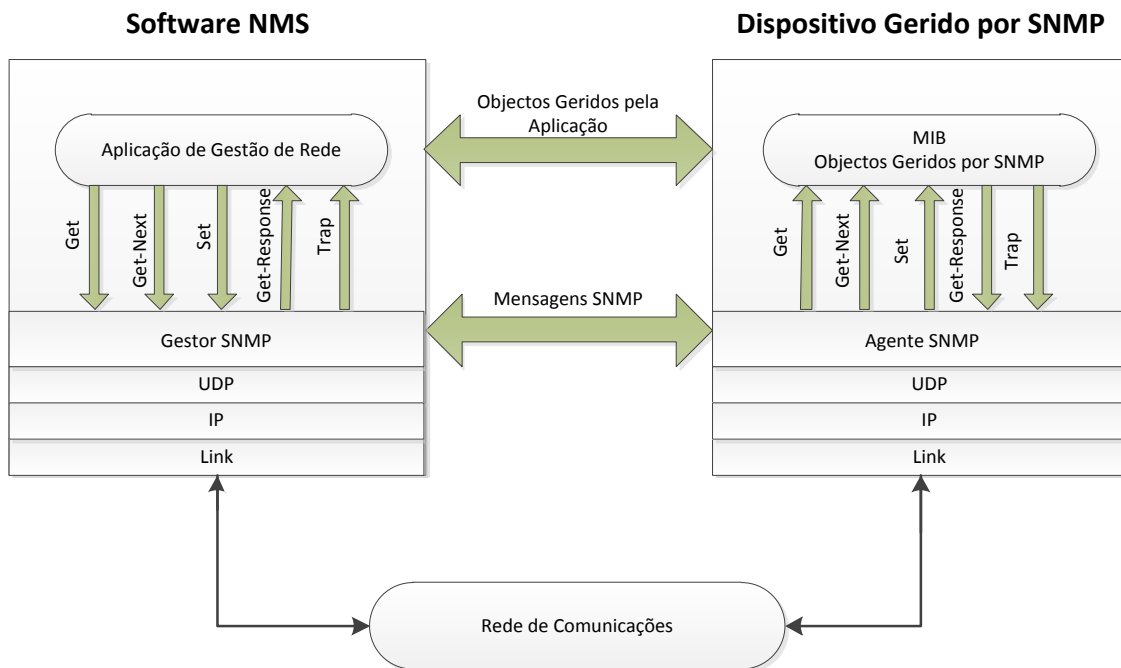 Software NMS
Dispositivo Gerido por SNMP
Objectos Geridos pela
Aplicação
Aplicação de Gestão de Rede
MIB
Objectos Geridos por SNMP
Get
Get-Next
Set
Get-Response
Trap
Get
Get-Next
Set
Get-Response
Trap
Mensagens SNMP
Gestor SNMP
Agente SNMP
UDP
UDP
IP
IP
Link
Link
Rede de Comunicações